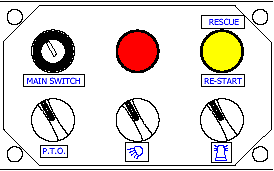 RESCUE
MAIN SWITCH
RE-START
P.T.O.